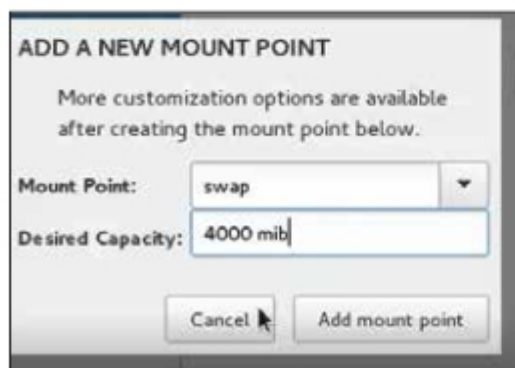 ADD A NEW MOUNT POINT
More customization options are available
after creating the mount point below.
Mount Point: swap
Desired Capacity: 4000 mib
Cancel Add mount point